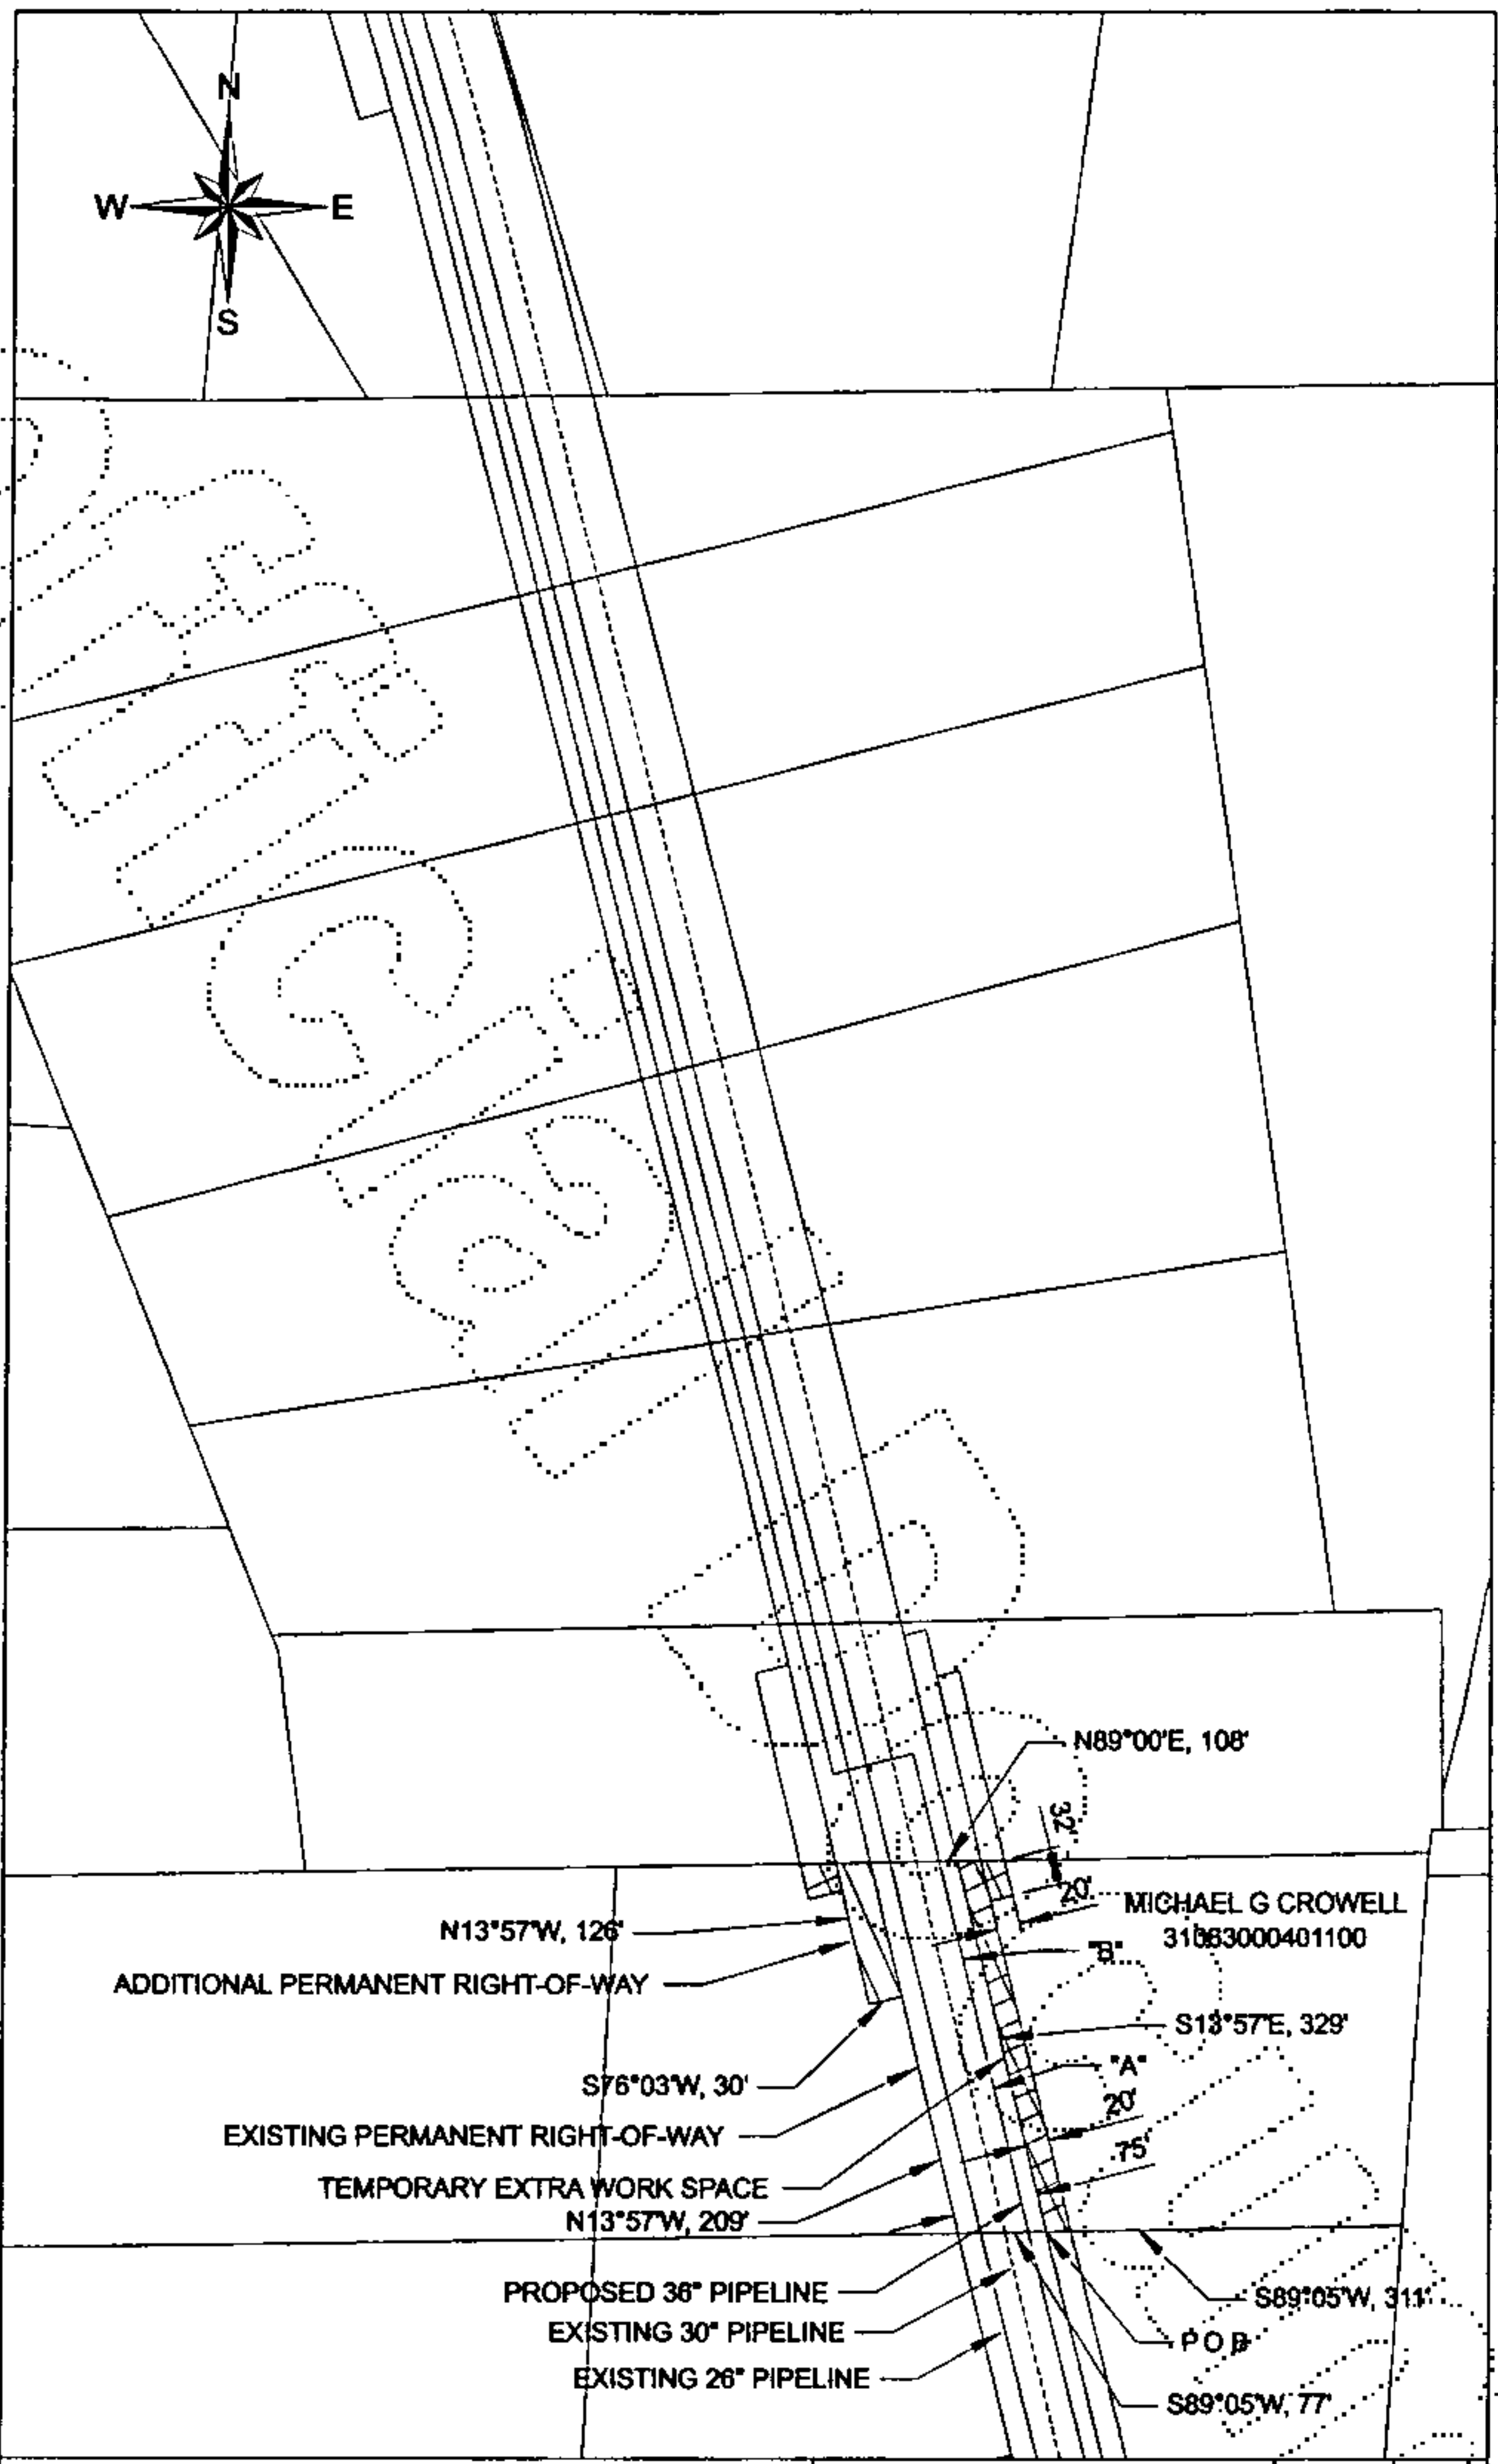 N
W E
S
N89°00'E, 108'
32'
20'
MICHAEL G CROWELL
31083000401100
N13°57'W, 126'
"B"
ADDITIONAL PERMANENT RIGHT-OF-WAY
S13°57'E, 329'
"A"
S76°03'W, 30'
20'
EXISTING PERMANENT RIGHT-OF-WAY
75'
TEMPORARY EXTRA WORK SPACE
N13°57'W, 209'
PROPOSED 36" PIPELINE
S89°05'W, 311'
EXISTING 30" PIPELINE
P O B
EXISTING 26" PIPELINE
S89°05'W, 77'